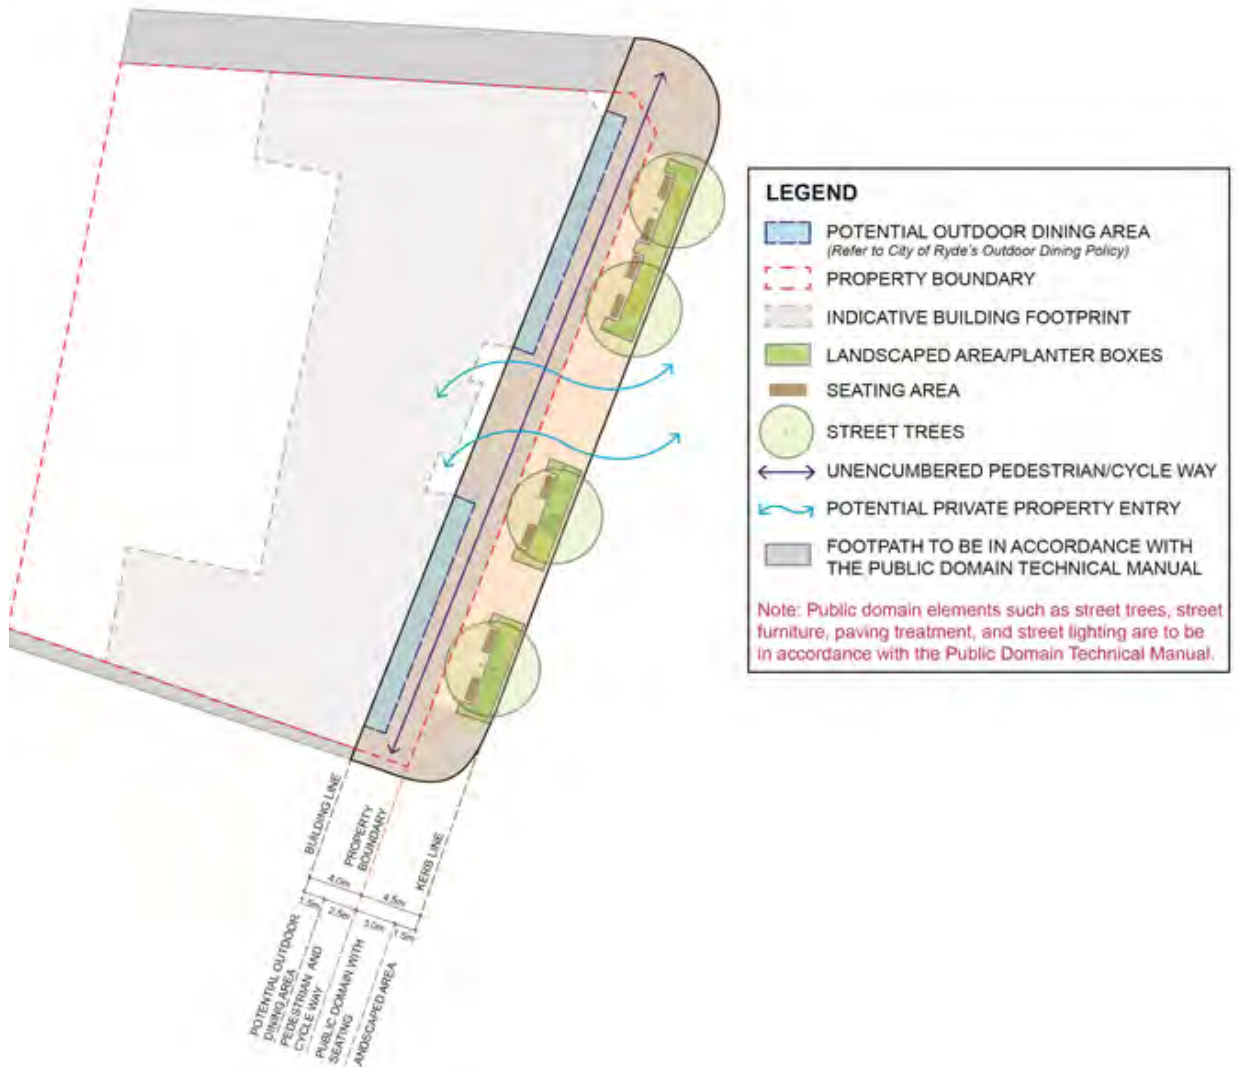 LEGEND
POTENTIAL OUTDOOR DINING AREA
(Refer to City of Ryde's Outdoor Dining Policy)
PROPERTY BOUNDARY
INDICATIVE BUILDING FOOTPRINT
LANDSCAPED AREA/PLANTER BOXES
SEATING AREA
STREET TREES
UNENCUMBERED PEDESTRIAN/CYCLE WAY
POTENTIAL PRIVATE PROPERTY ENTRY
FOOTPATH TO BE IN ACCORDANCE WITH
THE PUBLIC DOMAIN TECHNICAL MANUAL
Note: Public domain elements such as street trees, street
furniture, paving treatment, and street lighting are to be
in accordance with the Public Domain Technical Manual.
BUILDING LINE
PROPERTY
BOUNDARY
KERB LINE
4.0m
4.5m
.5m
2.5m
3.0m
1.5m
POTENTIAL OUTDOOR
DINING AREA
PEDESTRIAN AND
CYCLE WAY
PUBLIC DOMAIN WITH
SEATING
ANDSCAPED AREA